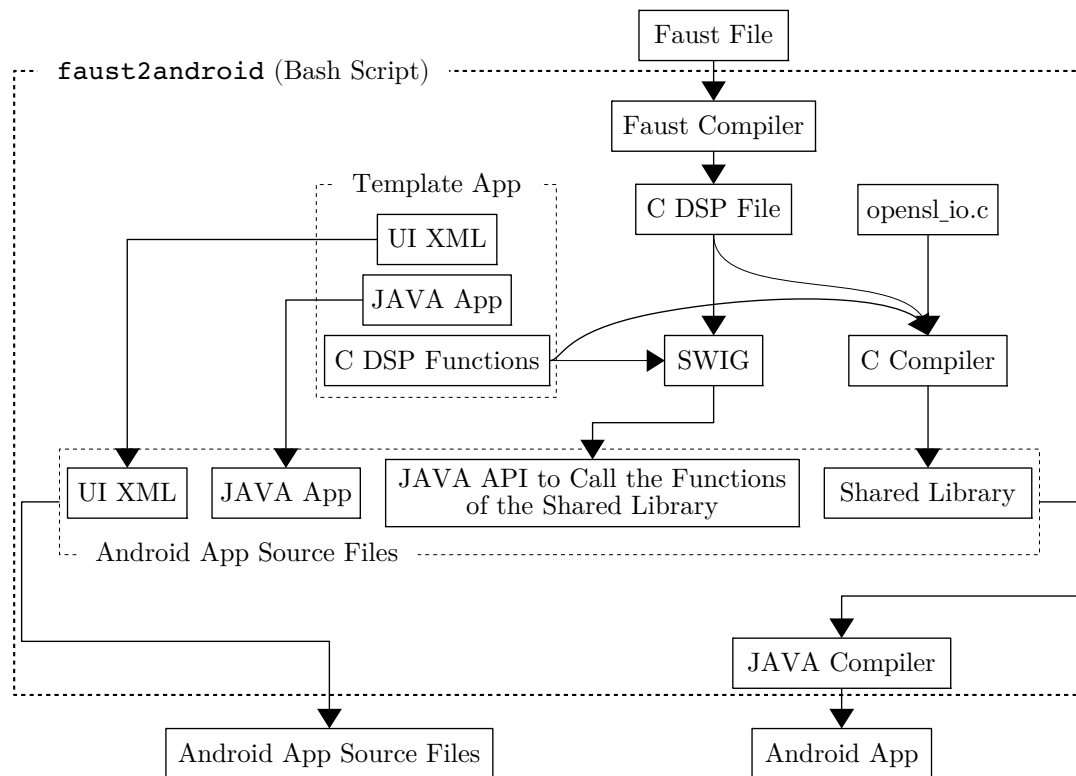 Faust File
faust2android (Bash Script)
Faust Compiler
Template App
C DSP File
opensl_io.c
UI XML
JAVA App
C DSP Functions
SWIG
C Compiler
UI XML
JAVA App
JAVA API to Call the Functions
of the Shared Library
Shared Library
Android App Source Files
JAVA Compiler
Android App Source Files
Android App